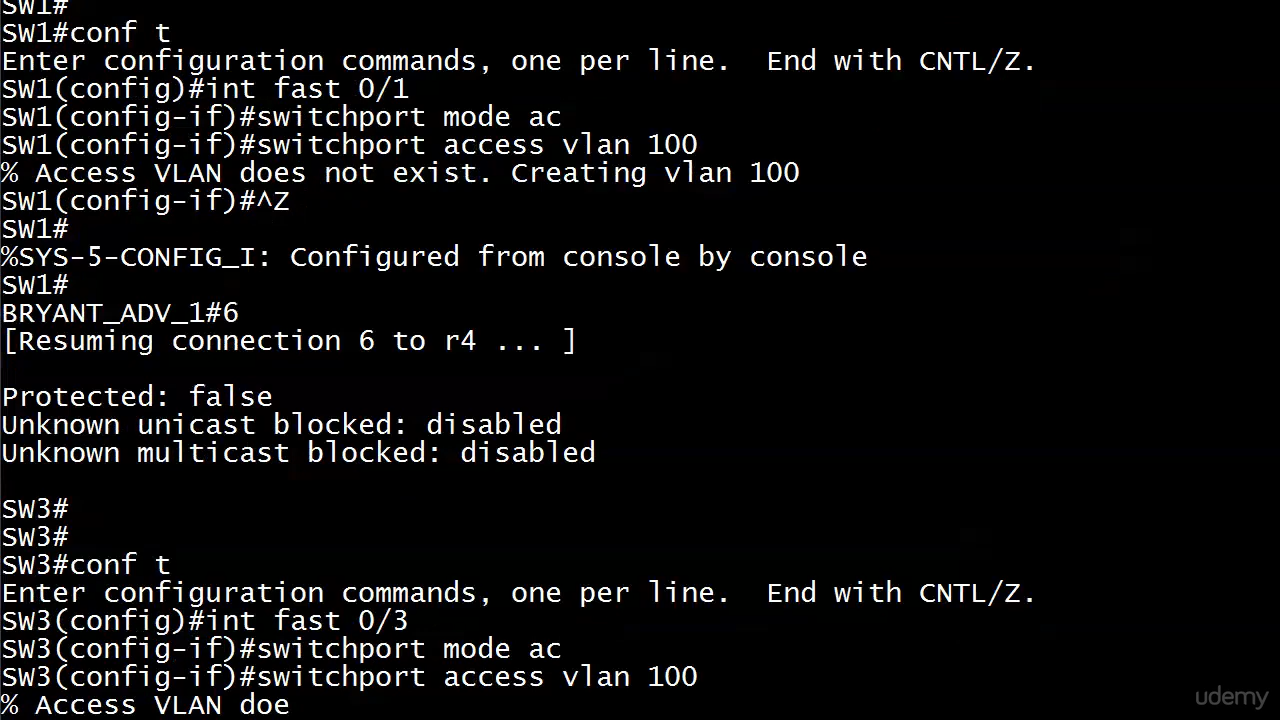 SW1#
SW1#conf t
Enter configuration commands, one per line.  End with CNTL/Z.
SW1(config)#int fast 0/1
SW1(config-if)#switchport mode ac
SW1(config-if)#switchport access vlan 100
% Access VLAN does not exist. Creating vlan 100
SW1(config-if)#^Z
SW1#
%SYS-5-CONFIG_I: Configured from console by console
SW1#
BRYANT_ADV_1#6
[Resuming connection 6 to r4 ... ]
Protected: false
Unknown unicast blocked: disabled
Unknown multicast blocked: disabled
SW3#
SW3#
SW3#conf t
Enter configuration commands, one per line.  End with CNTL/Z.
SW3(config)#int fast 0/3
SW3(config-if)#switchport mode ac
SW3(config-if)#switchport access vlan 100
% Access VLAN doe
udemy